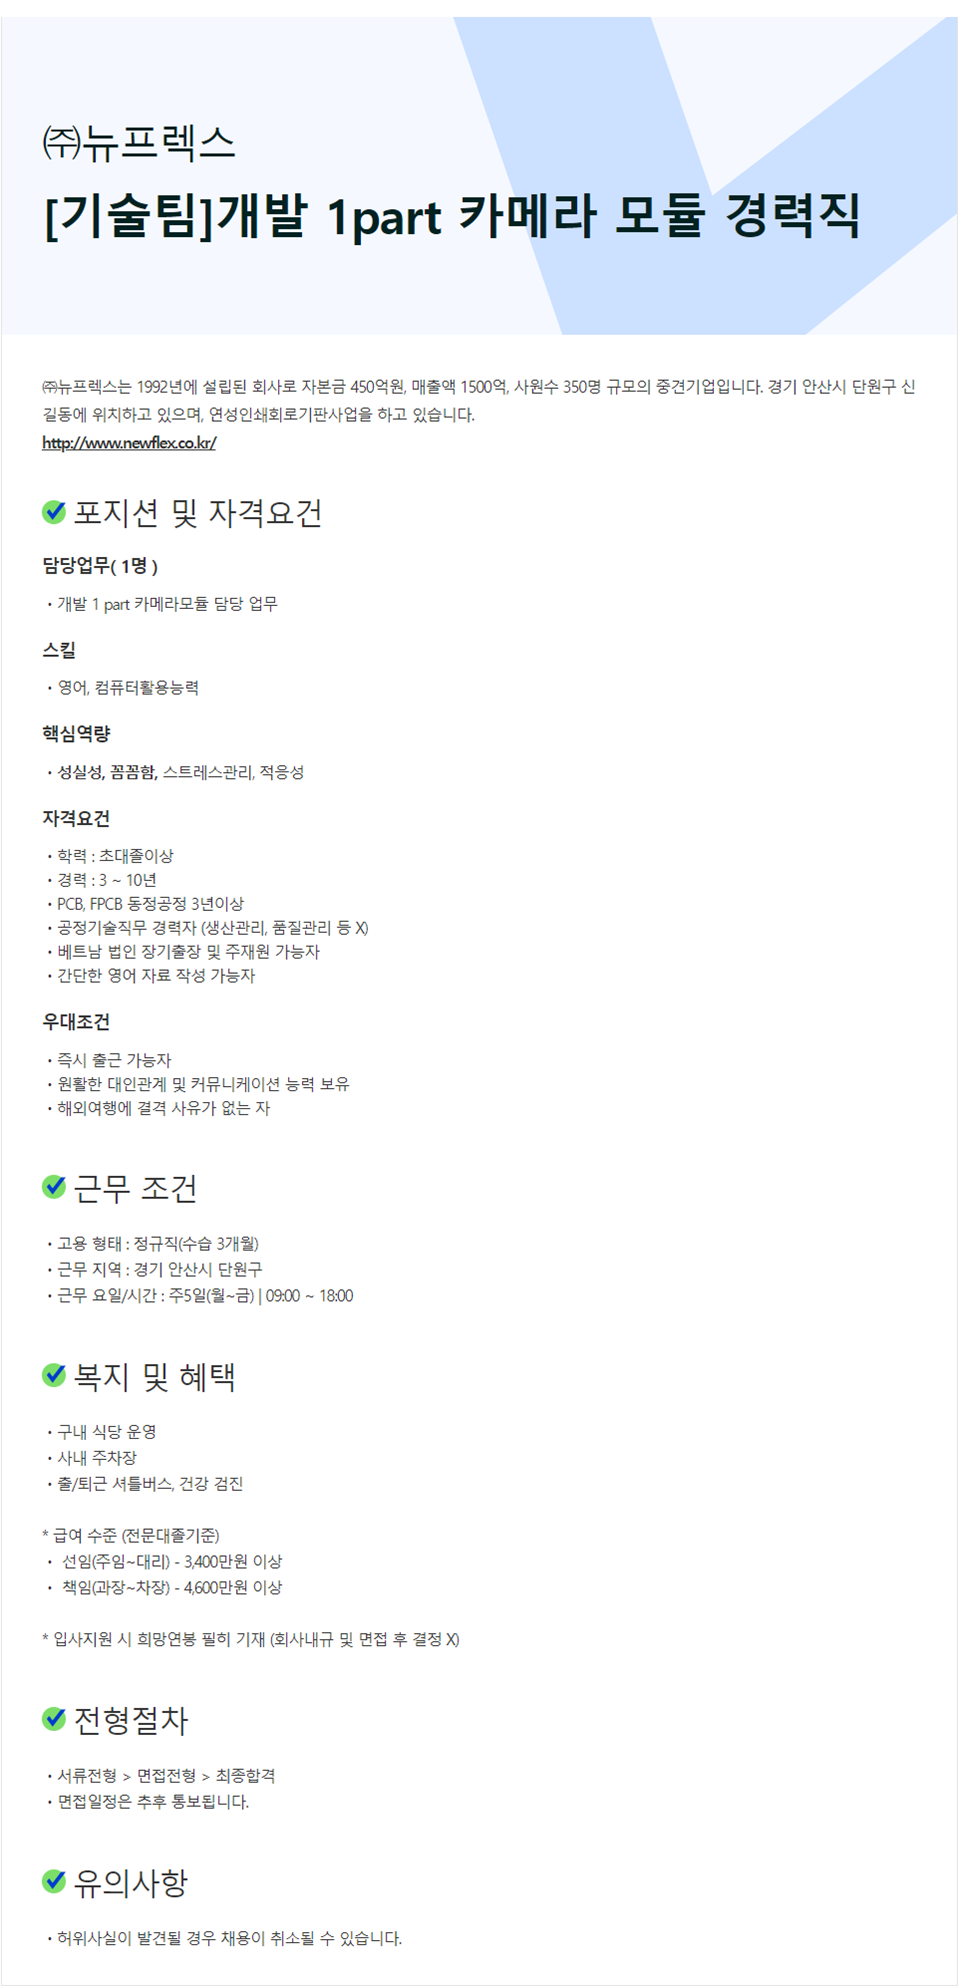 ㈜뉴프렉스
[기술팀]개발 1part 카메라 모듈 경력직
㈜뉴프렉스는 1992년에 설립된 회사로 자본금 450억원, 매출액 1500억, 사원수 350명 규모의 중견기업입니다. 경기 안산시 단원구 신
길동에 위치하고 있으며, 연성인쇄회로기판사업을 하고 있습니다.
http://www.newflex.co.kr/
포지션 및 자격요건
담당업무( 1명 )
・개발 1 part 카메라모듈 담당 업무
스킬
・영어, 컴퓨터활용능력
핵심역량
・성실성, 꼼꼼함, 스트레스관리, 적응성
자격요건
・학력 : 초대졸이상
・경력 : 3 ~ 10년
・PCB, FPCB 동정공정 3년이상
・공정기술직무 경력자 (생산관리, 품질관리 등 X)
・베트남 법인 장기출장 및 주재원 가능자
・간단한 영어 자료 작성 가능자
우대조건
・즉시 출근 가능자
・원활한 대인관계 및 커뮤니케이션 능력 보유
・해외여행에 결격 사유가 없는 자
근무 조건
・고용 형태 : 정규직(수습 3개월)
・근무 지역 : 경기 안산시 단원구
・근무 요일/시간 : 주5일(월~금) | 09:00 ~ 18:00
복지 및 혜택
・구내 식당 운영
・사내 주차장
・출/퇴근 셔틀버스, 건강 검진
* 급여 수준 (전문대졸기준)
・ 선임(주임~대리) - 3,400만원 이상
・ 책임(과장~차장) - 4,600만원 이상
* 입사지원 시 희망연봉 필히 기재 (회사내규 및 면접 후 결정 X)
전형절차
・서류전형 > 면접전형 > 최종합격
・면접일정은 추후 통보됩니다.
유의사항
・허위사실이 발견될 경우 채용이 취소될 수 있습니다.